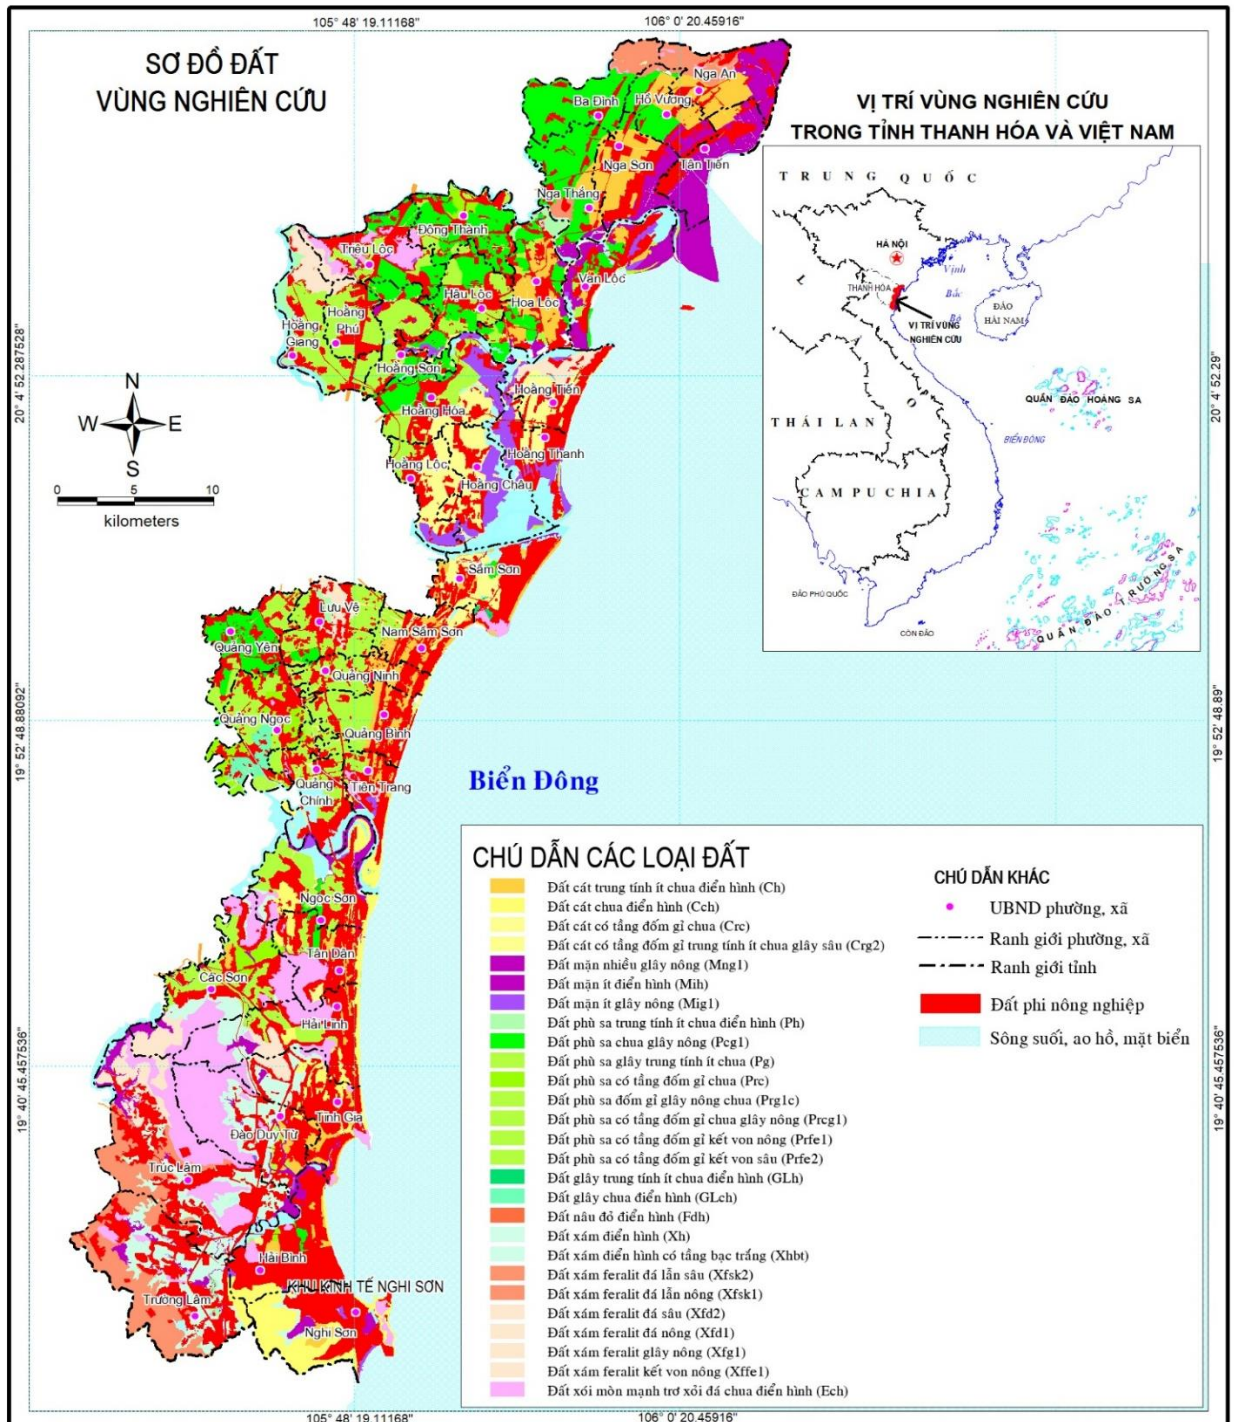 105° 48' 19.11168"
106° 0' 20.45916"
SƠ ĐỒ ĐẤT
VÙNG NGHIÊN CỨU
VỊ TRÍ VÙNG NGHIÊN CỨU
TRONG TỈNH THANH HÓA VÀ VIỆT NAM
TRUNG QUỐC
HÀ NỘI
Vịnh
Bắc
Bộ
THANH HÓA
ĐẢO
HẢI NAM
VỊ TRÍ VÙNG
NGHIÊN CỨU
L
O
QUẦN ĐẢO HOÀNG SA
THÁI LAN
BIỂN ĐÔNG
CAMPUCHIA
ĐẢO PHÚ QUỐC
CÔN ĐẢO
QUẦN ĐẢO TRƯỜNG SA
Nga An
Hồ Vương
Ba Đình
Nga Sơn
Tân Tiến
Nga Thắng
Đông Thành
Triệu Lộc
Vạn Lộc
Hậu Lộc
Hoa Lộc
Hoằng
Phú
Hoằng
Giang
Hoằng Sơn
Hoằng Tiến
Hoằng Hóa
Hoằng Thanh
Hoằng Lộc
Hoằng Châu
N
W
E
S
0
5
10
kilometers
20° 4' 52.287528"
20° 4' 52.29"
Sầm Sơn
Lưu Vệ
Nam Sầm Sơn
Quảng Yên
Quảng Ninh
Quảng Ngọc
Quảng Bình
Quảng
Chính
Tiên Trang
19° 52' 48.88092"
19° 52' 48.89"
Biển Đông
Ngọc Sơn
Tân Dân
Các Sơn
Hải Lĩnh
Tĩnh Gia
Đào Duy Từ
Trúc Lâm
Hải Bình
KHU KINH TẾ NGHI SƠN
Trường Lâm
Nghi Sơn
19° 40' 45.457536"
19° 40' 45.457536"
CHÚ DẪN CÁC LOẠI ĐẤT
Đất cát trung tính ít chua điển hình (Ch)
Đất cát chua điển hình (Cch)
Đất cát có tầng đốm gỉ chua (Crc)
Đất cát có tầng đốm gỉ trung tính ít chua glây sâu (Crg2)
Đất mặn nhiều glây nông (Mng1)
Đất mặn ít điển hình (Mih)
Đất mặn ít glây nông (Mig1)
Đất phù sa trung tính ít chua điển hình (Ph)
Đất phù sa chua glây nông (Pcg1)
Đất phù sa glây trung tính ít chua (Pg)
Đất phù sa có tầng đốm gỉ chua (Prc)
Đất phù sa đốm gỉ glây nông chua (Prg1c)
Đất phù sa có tầng đốm gỉ chua glây nông (Prcg1)
Đất phù sa có tầng đốm gỉ kết von nông (Prfe1)
Đất phù sa có tầng đốm gỉ kết von sâu (Prfe2)
Đất glây trung tính ít chua điển hình (GLh)
Đất glây chua điển hình (GLch)
Đất nâu đỏ điển hình (Fdh)
Đất xám điển hình (Xh)
Đất xám điển hình có tầng bạc trắng (Xhbt)
Đất xám feralit đá lẫn sâu (Xfsk2)
Đất xám feralit đá lẫn nông (Xfsk1)
Đất xám feralit đá sâu (Xfd2)
Đất xám feralit đá nông (Xfd1)
Đất xám feralit glây nông (Xfg1)
Đất xám feralit kết von nông (Xffe1)
Đất xói mòn mạnh trơ xỏi đá chua điển hình (Ech)
CHÚ DẪN KHÁC
UBND phường, xã
Ranh giới phường, xã
Ranh giới tỉnh
Đất phi nông nghiệp
Sông suối, ao hồ, mặt biển
105° 48' 19.11168"
106° 0' 20.45916"